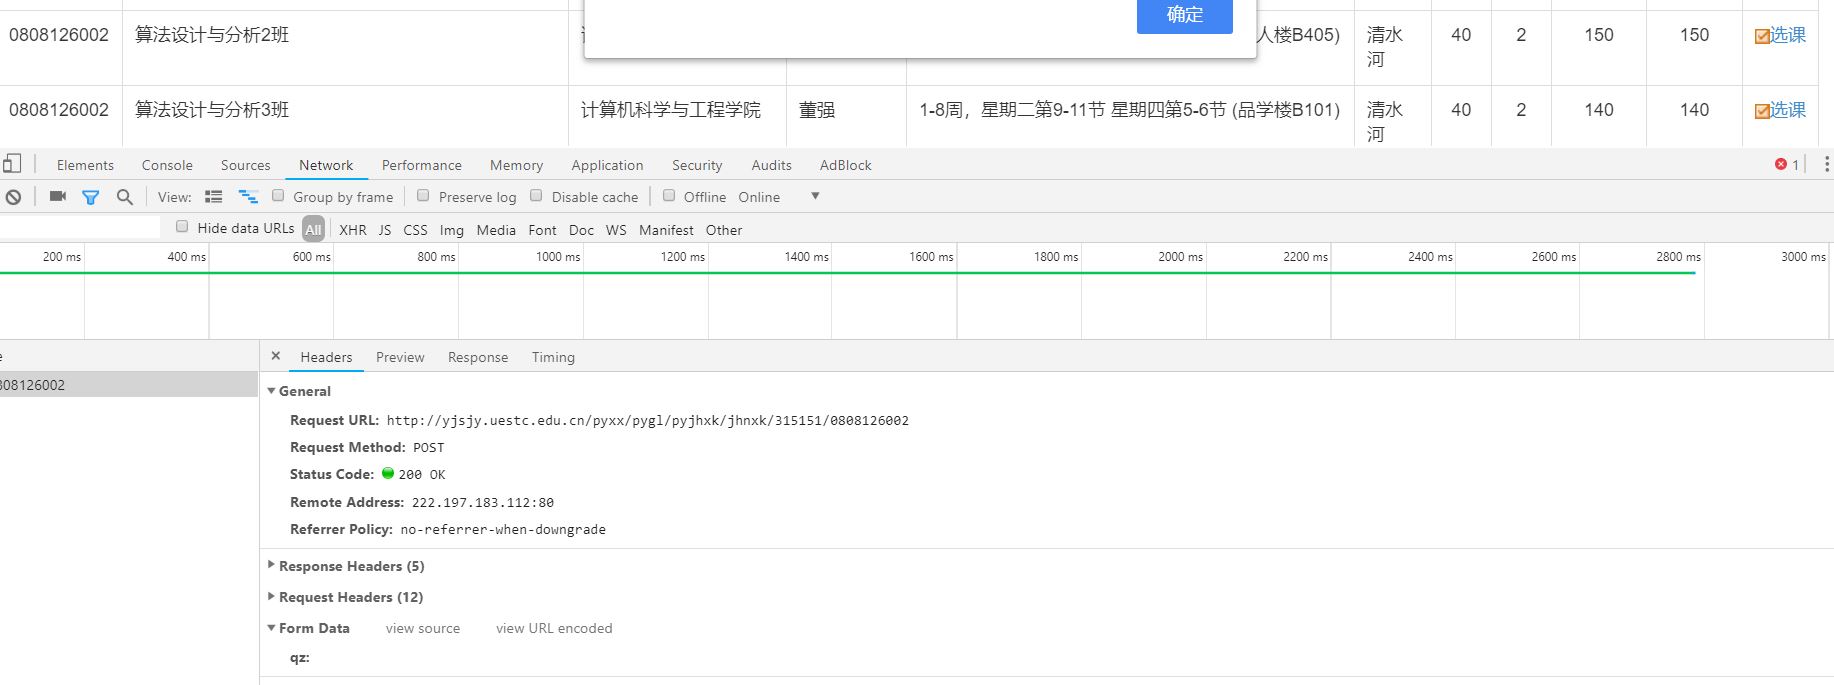 确定
0808126002 算法设计与分析2班 人楼B405) 清水河 40 2 150 150 选课
0808126002 算法设计与分析3班 计算机科学与工程学院 董强 1-8周，星期二第9-11节 星期四第5-6节 (品学楼B101) 清水河 40 2 140 140 选课
Elements Console Sources Network Performance Memory Application Security Audits AdBlock 1
View: Group by frame Preserve log Disable cache Offline Online
Hide data URLs All XHR JS CSS Img Media Font Doc WS Manifest Other
200 ms 400 ms 600 ms 800 ms 1000 ms 1200 ms 1400 ms 1600 ms 1800 ms 2000 ms 2200 ms 2400 ms 2600 ms 2800 ms 3000 ms
Headers Preview Response Timing
808126002
General
Request URL: http://yjsjy.uestc.edu.cn/pyxx/pygl/pyjhxk/jhnxk/315151/0808126002
Request Method: POST
Status Code: 200 OK
Remote Address: 222.197.183.112:80
Referrer Policy: no-referrer-when-downgrade
Response Headers (5)
Request Headers (12)
Form Data view source view URL encoded
qz: